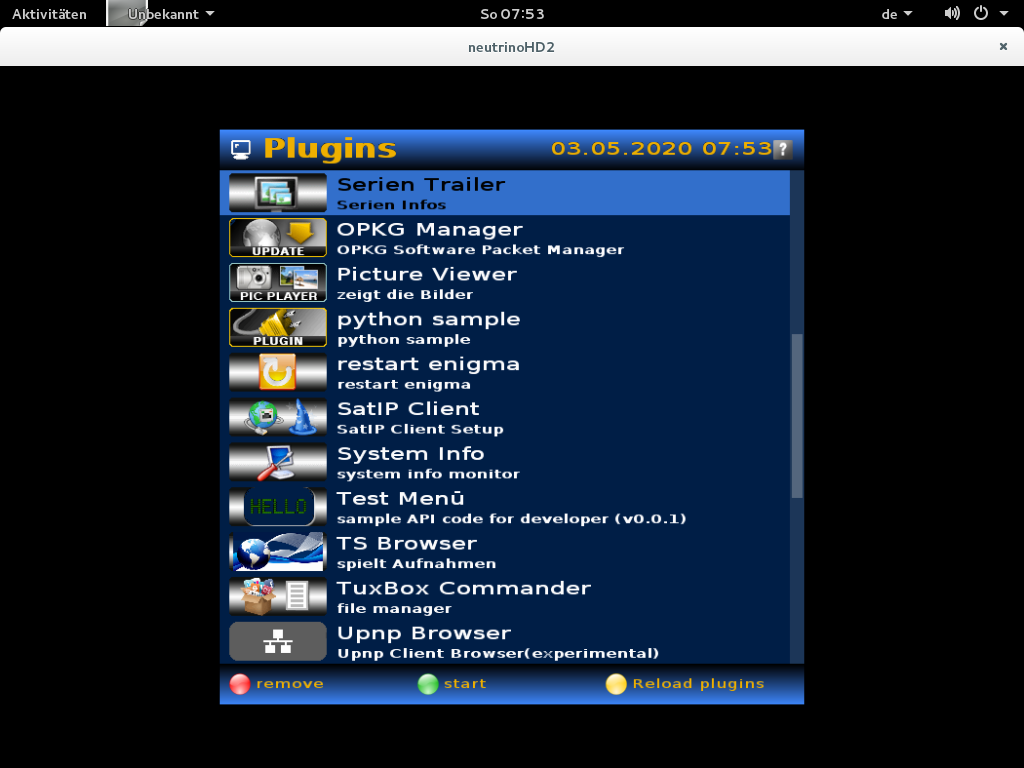 Aktivitäten
Unbekannt
So 07:53
de
neutrinoHD2
Plugins
03.05.2020 07:53
?
Serien Trailer
Serien Infos
UPDATE
OPKG Manager
OPKG Software Packet Manager
PIC PLAYER
Picture Viewer
zeigt die Bilder
PLUGIN
python sample
python sample
restart enigma
restart enigma
SatIP Client
SatIP Client Setup
System Info
system info monitor
HELLO
Test Menū
sample API code for developer (v0.0.1)
TS Browser
spielt Aufnahmen
TuxBox Commander
file manager
Upnp Browser
Upnp Client Browser(experimental)
remove
start
Reload plugins